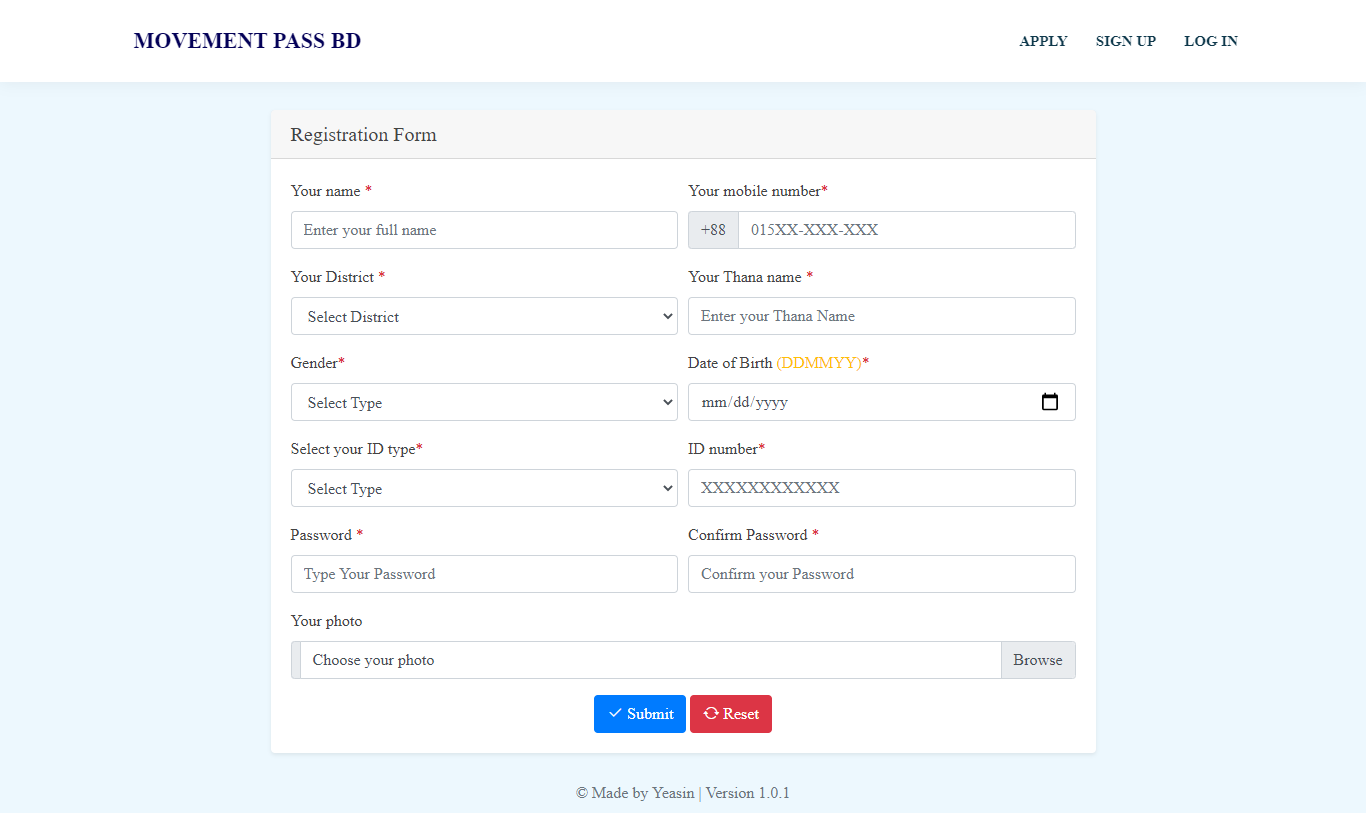 MOVEMENT PASS BD
APPLY SIGN UP LOG IN
Registration Form
Your name * Your mobile number*
Enter your full name +88 015XX-XXX-XXX
Your District * Your Thana name *
Select District Enter your Thana Name
Gender* Date of Birth (DDMMYY)*
Select Type mm/dd/yyyy
Select your ID type* ID number*
Select Type XXXXXXXXXXXX
Password * Confirm Password *
Type Your Password Confirm your Password
Your photo
Choose your photo Browse
Submit Reset
© Made by Yeasin | Version 1.0.1